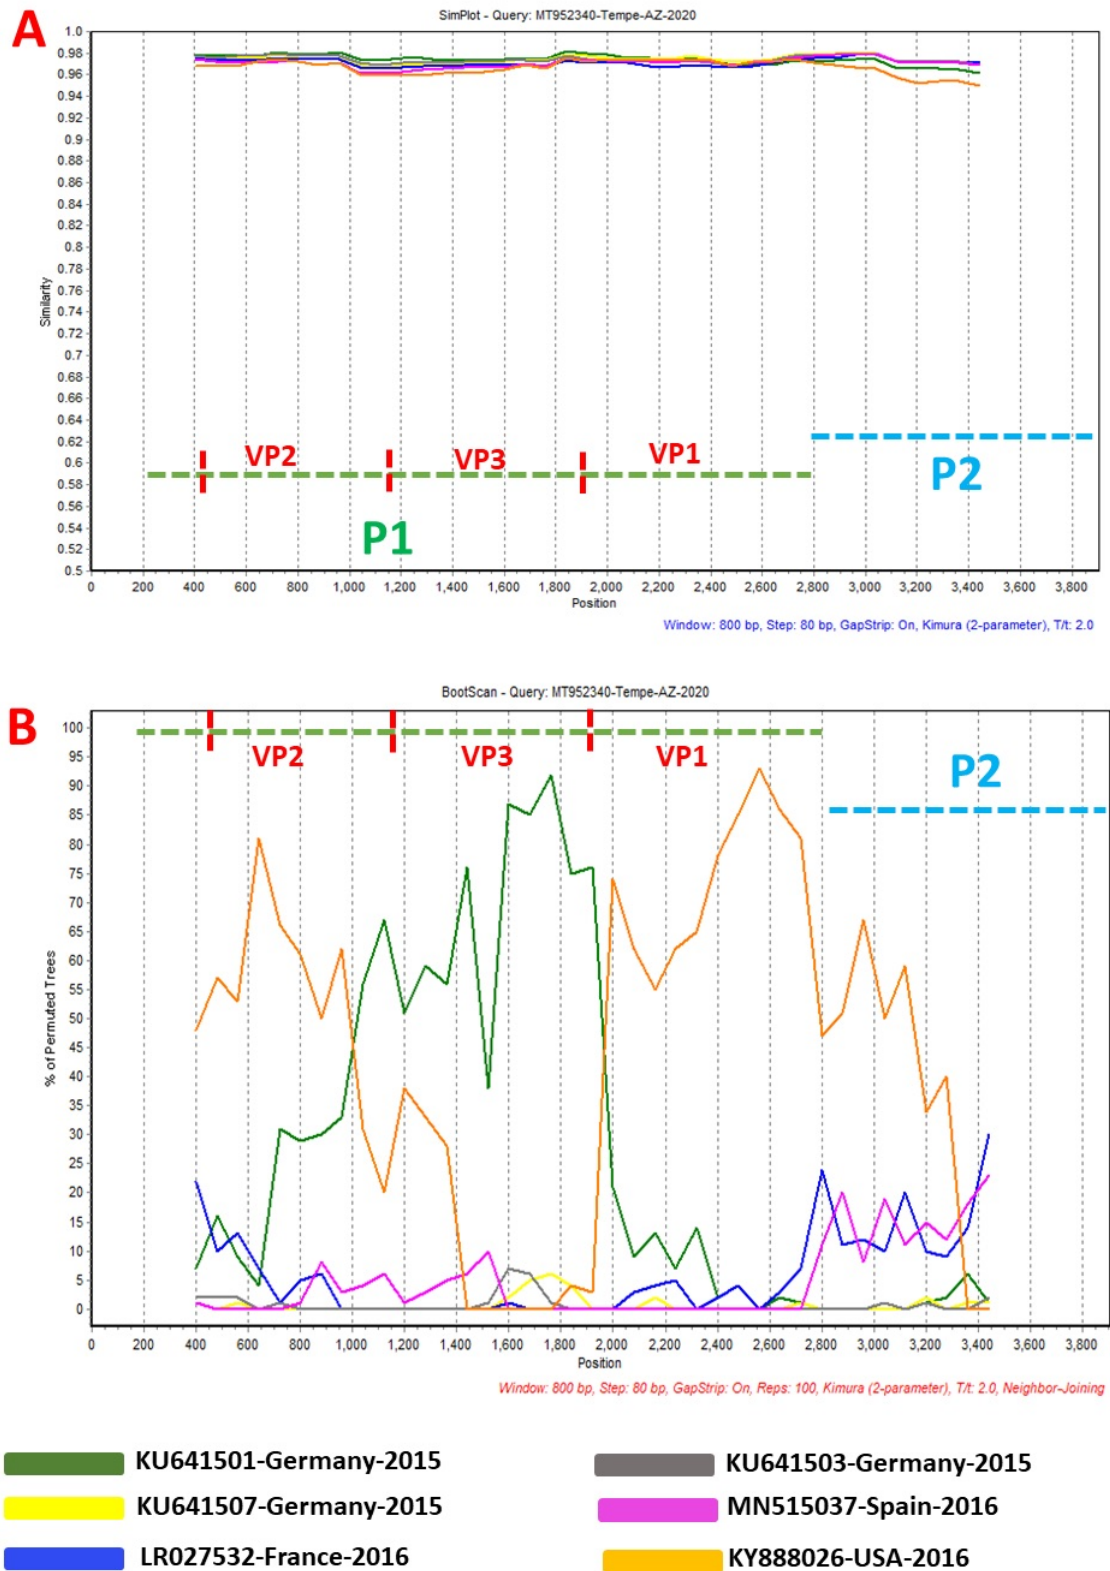 A
SimPlot - Query: MT952340-Tempe-AZ-2020
1.0
0.98
0.96
0.94
0.92
0.9
0.88
0.86
0.84
0.82
0.8
0.78
0.76
0.74
0.72
0.7
0.68
0.66
0.64
0.62
0.6
0.58
0.56
0.54
0.52
0.5
Similarity
VP2
VP3
VP1
P2
P1
0 200 400 600 800 1,000 1,200 1,400 1,600 1,800 2,000 2,200 2,400 2,600 2,800 3,000 3,200 3,400 3,600 3,800
Position
Window: 800 bp, Step: 80 bp, GapStrip: On, Kimura (2-parameter), T/t: 2.0
B
BootScan - Query: MT952340-Tempe-AZ-2020
100
95
90
85
80
75
70
65
60
55
50
45
40
35
30
25
20
15
10
5
0
% of Permuted Trees
VP2
VP3
VP1
P2
0 200 400 600 800 1,000 1,200 1,400 1,600 1,800 2,000 2,200 2,400 2,600 2,800 3,000 3,200 3,400 3,600 3,800
Position
Window: 800 bp, Step: 80 bp, GapStrip: On, Reps: 100, Kimura (2-parameter), T/t: 2.0, Neighbor-Joining
KU641501-Germany-2015
KU641503-Germany-2015
KU641507-Germany-2015
MN515037-Spain-2016
LR027532-France-2016
KY888026-USA-2016